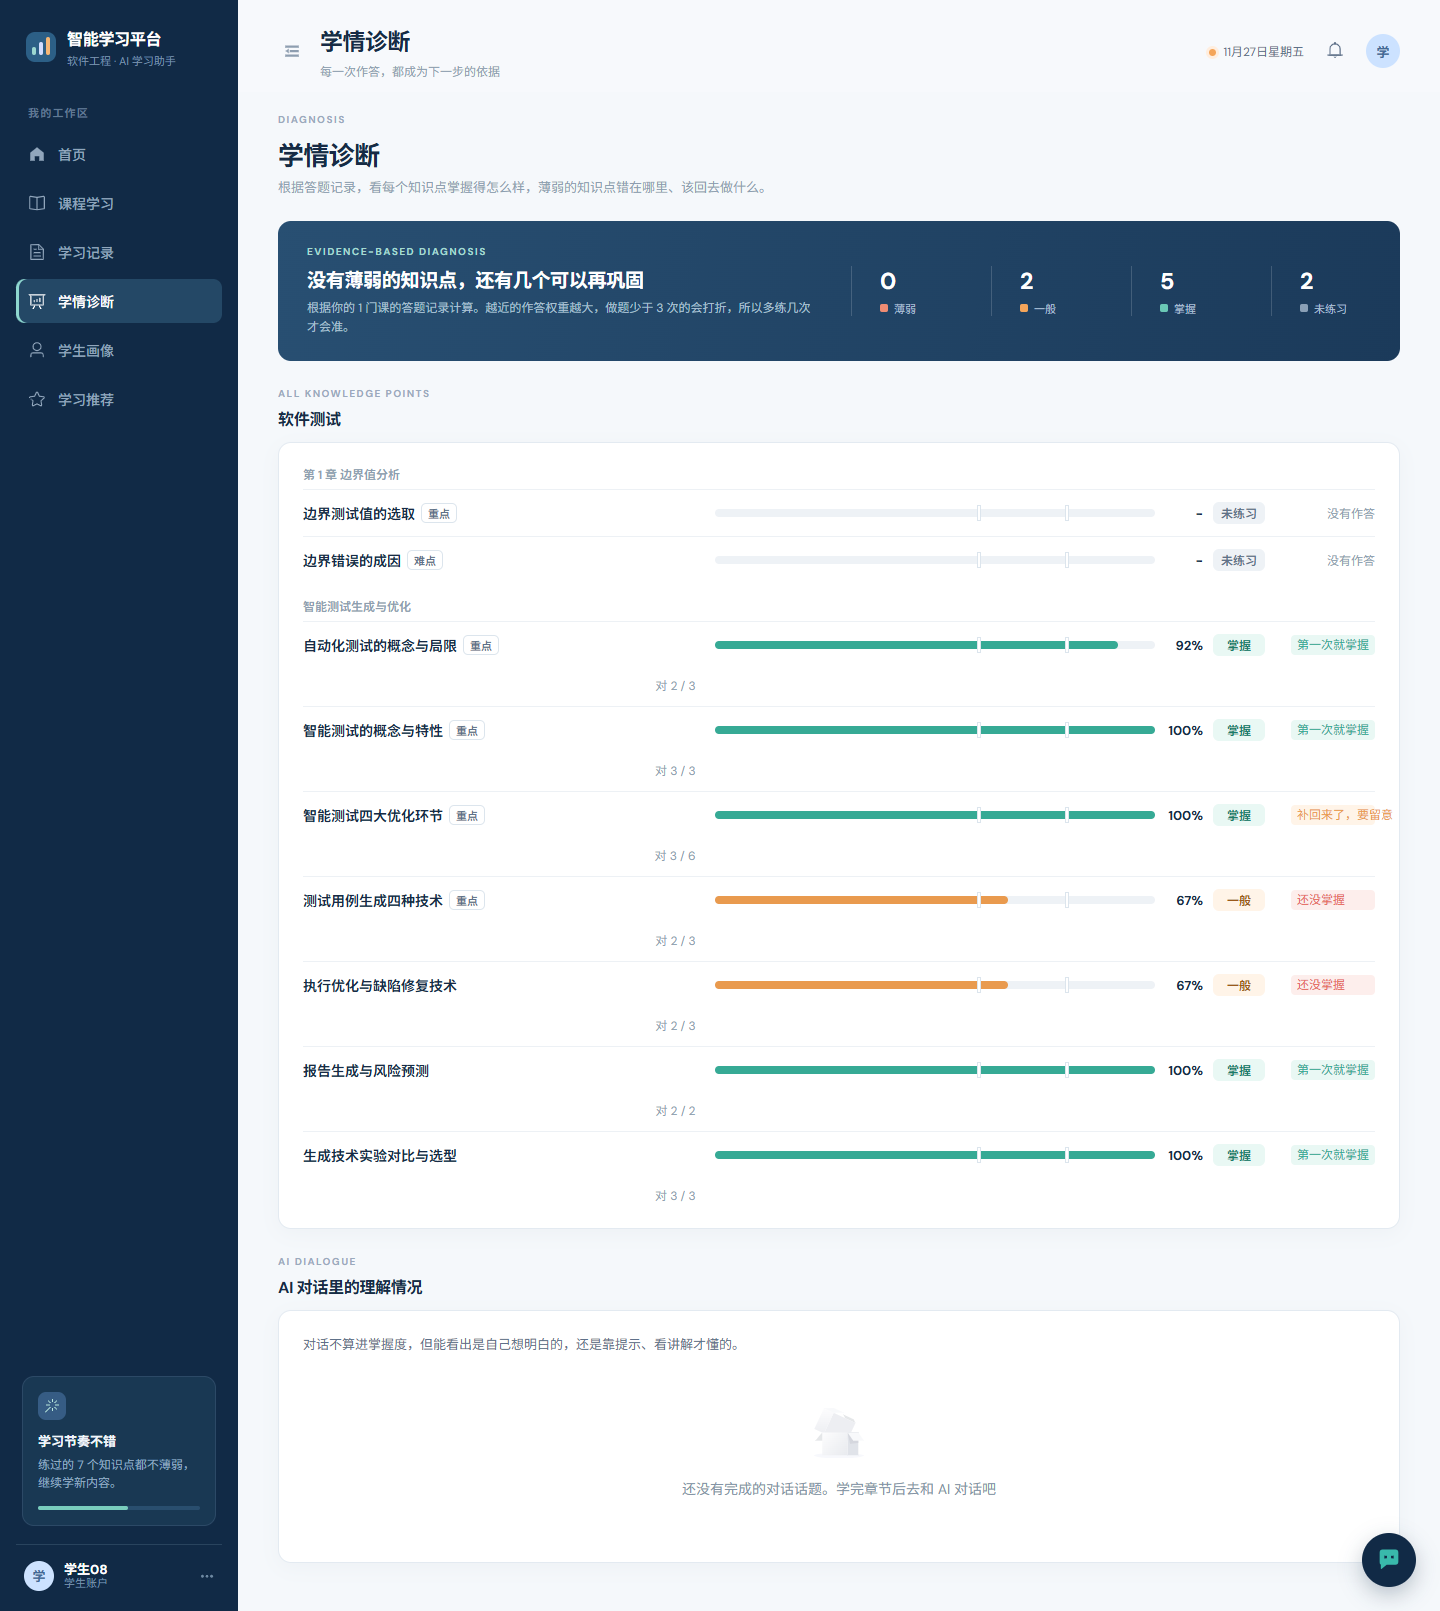 智能学习平台
软件工程 · AI 学习助手
我的工作区
首页
课程学习
学习记录
学情诊断
学生画像
学习推荐
学习节奏不错
练过的 7 个知识点都不薄弱，
继续学新内容。
学
学生08
学生账户
学情诊断
每一次作答，都成为下一步的依据
11月27日星期五
学
DIAGNOSIS
学情诊断
根据答题记录，看每个知识点掌握得怎么样，薄弱的知识点错在哪里、该回去做什么。
EVIDENCE-BASED DIAGNOSIS
没有薄弱的知识点，还有几个可以再巩固
根据你的 1 门课的答题记录计算。越近的作答权重越大，做题少于 3 次的会打折，所以多练几次
才会准。
0
薄弱
2
一般
5
掌握
2
未练习
ALL KNOWLEDGE POINTS
软件测试
第 1 章 边界值分析
边界测试值的选取 重点 - 未练习 没有作答
边界错误的成因 难点 - 未练习 没有作答
智能测试生成与优化
自动化测试的概念与局限 重点 92% 掌握 第一次就掌握
对 2 / 3
智能测试的概念与特性 重点 100% 掌握 第一次就掌握
对 3 / 3
智能测试四大优化环节 重点 100% 掌握 补回来了，要留意
对 3 / 6
测试用例生成四种技术 重点 67% 一般 还没掌握
对 2 / 3
执行优化与缺陷修复技术 67% 一般 还没掌握
对 2 / 3
报告生成与风险预测 100% 掌握 第一次就掌握
对 2 / 2
生成技术实验对比与选型 100% 掌握 第一次就掌握
对 3 / 3
AI DIALOGUE
AI 对话里的理解情况
对话不算进掌握度，但能看出是自己想明白的，还是靠提示、看讲解才懂的。
还没有完成的对话话题。学完章节后去和 AI 对话吧